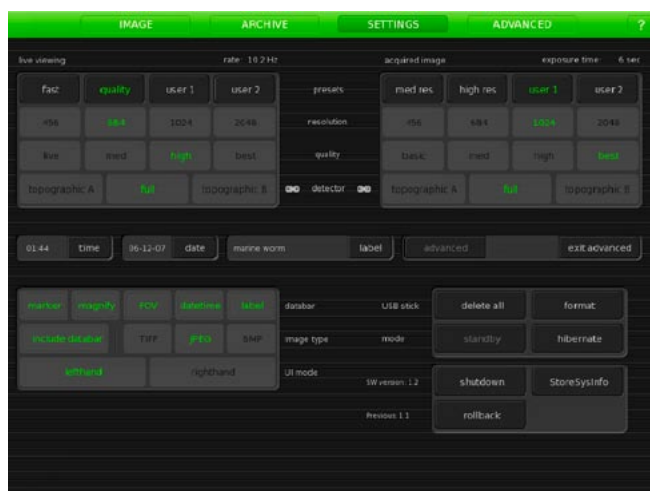 IMAGE ARCHIVE SETTINGS ADVANCED ?
live viewing rate: 10.2 Hz acquired image exposure time: 6 sec
fast quality user 1 user 2 presets med res high res user 1 user 2
456 684 1024 2048 resolution 456 684 1024 2048
live med high best quality basic med high best
topographic A full topographic B detector topographic A full topographic B
01:44 time 06-12-07 date marine worm label advanced exit advanced
marker magnify FOV datetime label databar USB stick delete all format
include databar TIFF JPEG BMP image type mode standby hibernate
lefthand righthand UI mode
SW version: 1.2 shutdown StoreSysInfo
Previous: 1.1 rollback